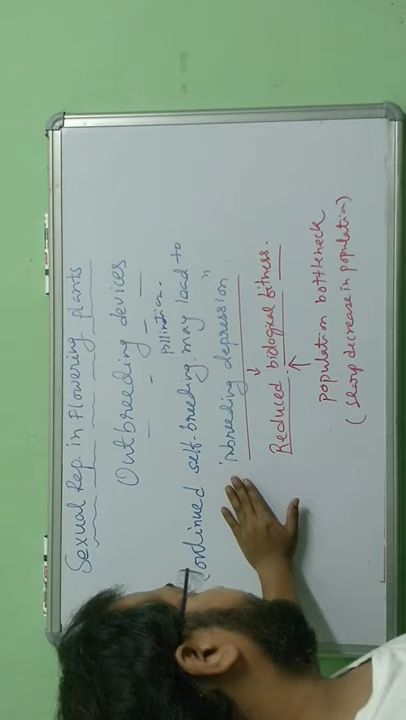 Sexual Rep. in Flowering plants
Outbreeding devices
pollination.
ontinued self-breeding may lead to
"inbreeding depression".
Reduced biological fitness.
population bottleneck
(sharp decrease in population)